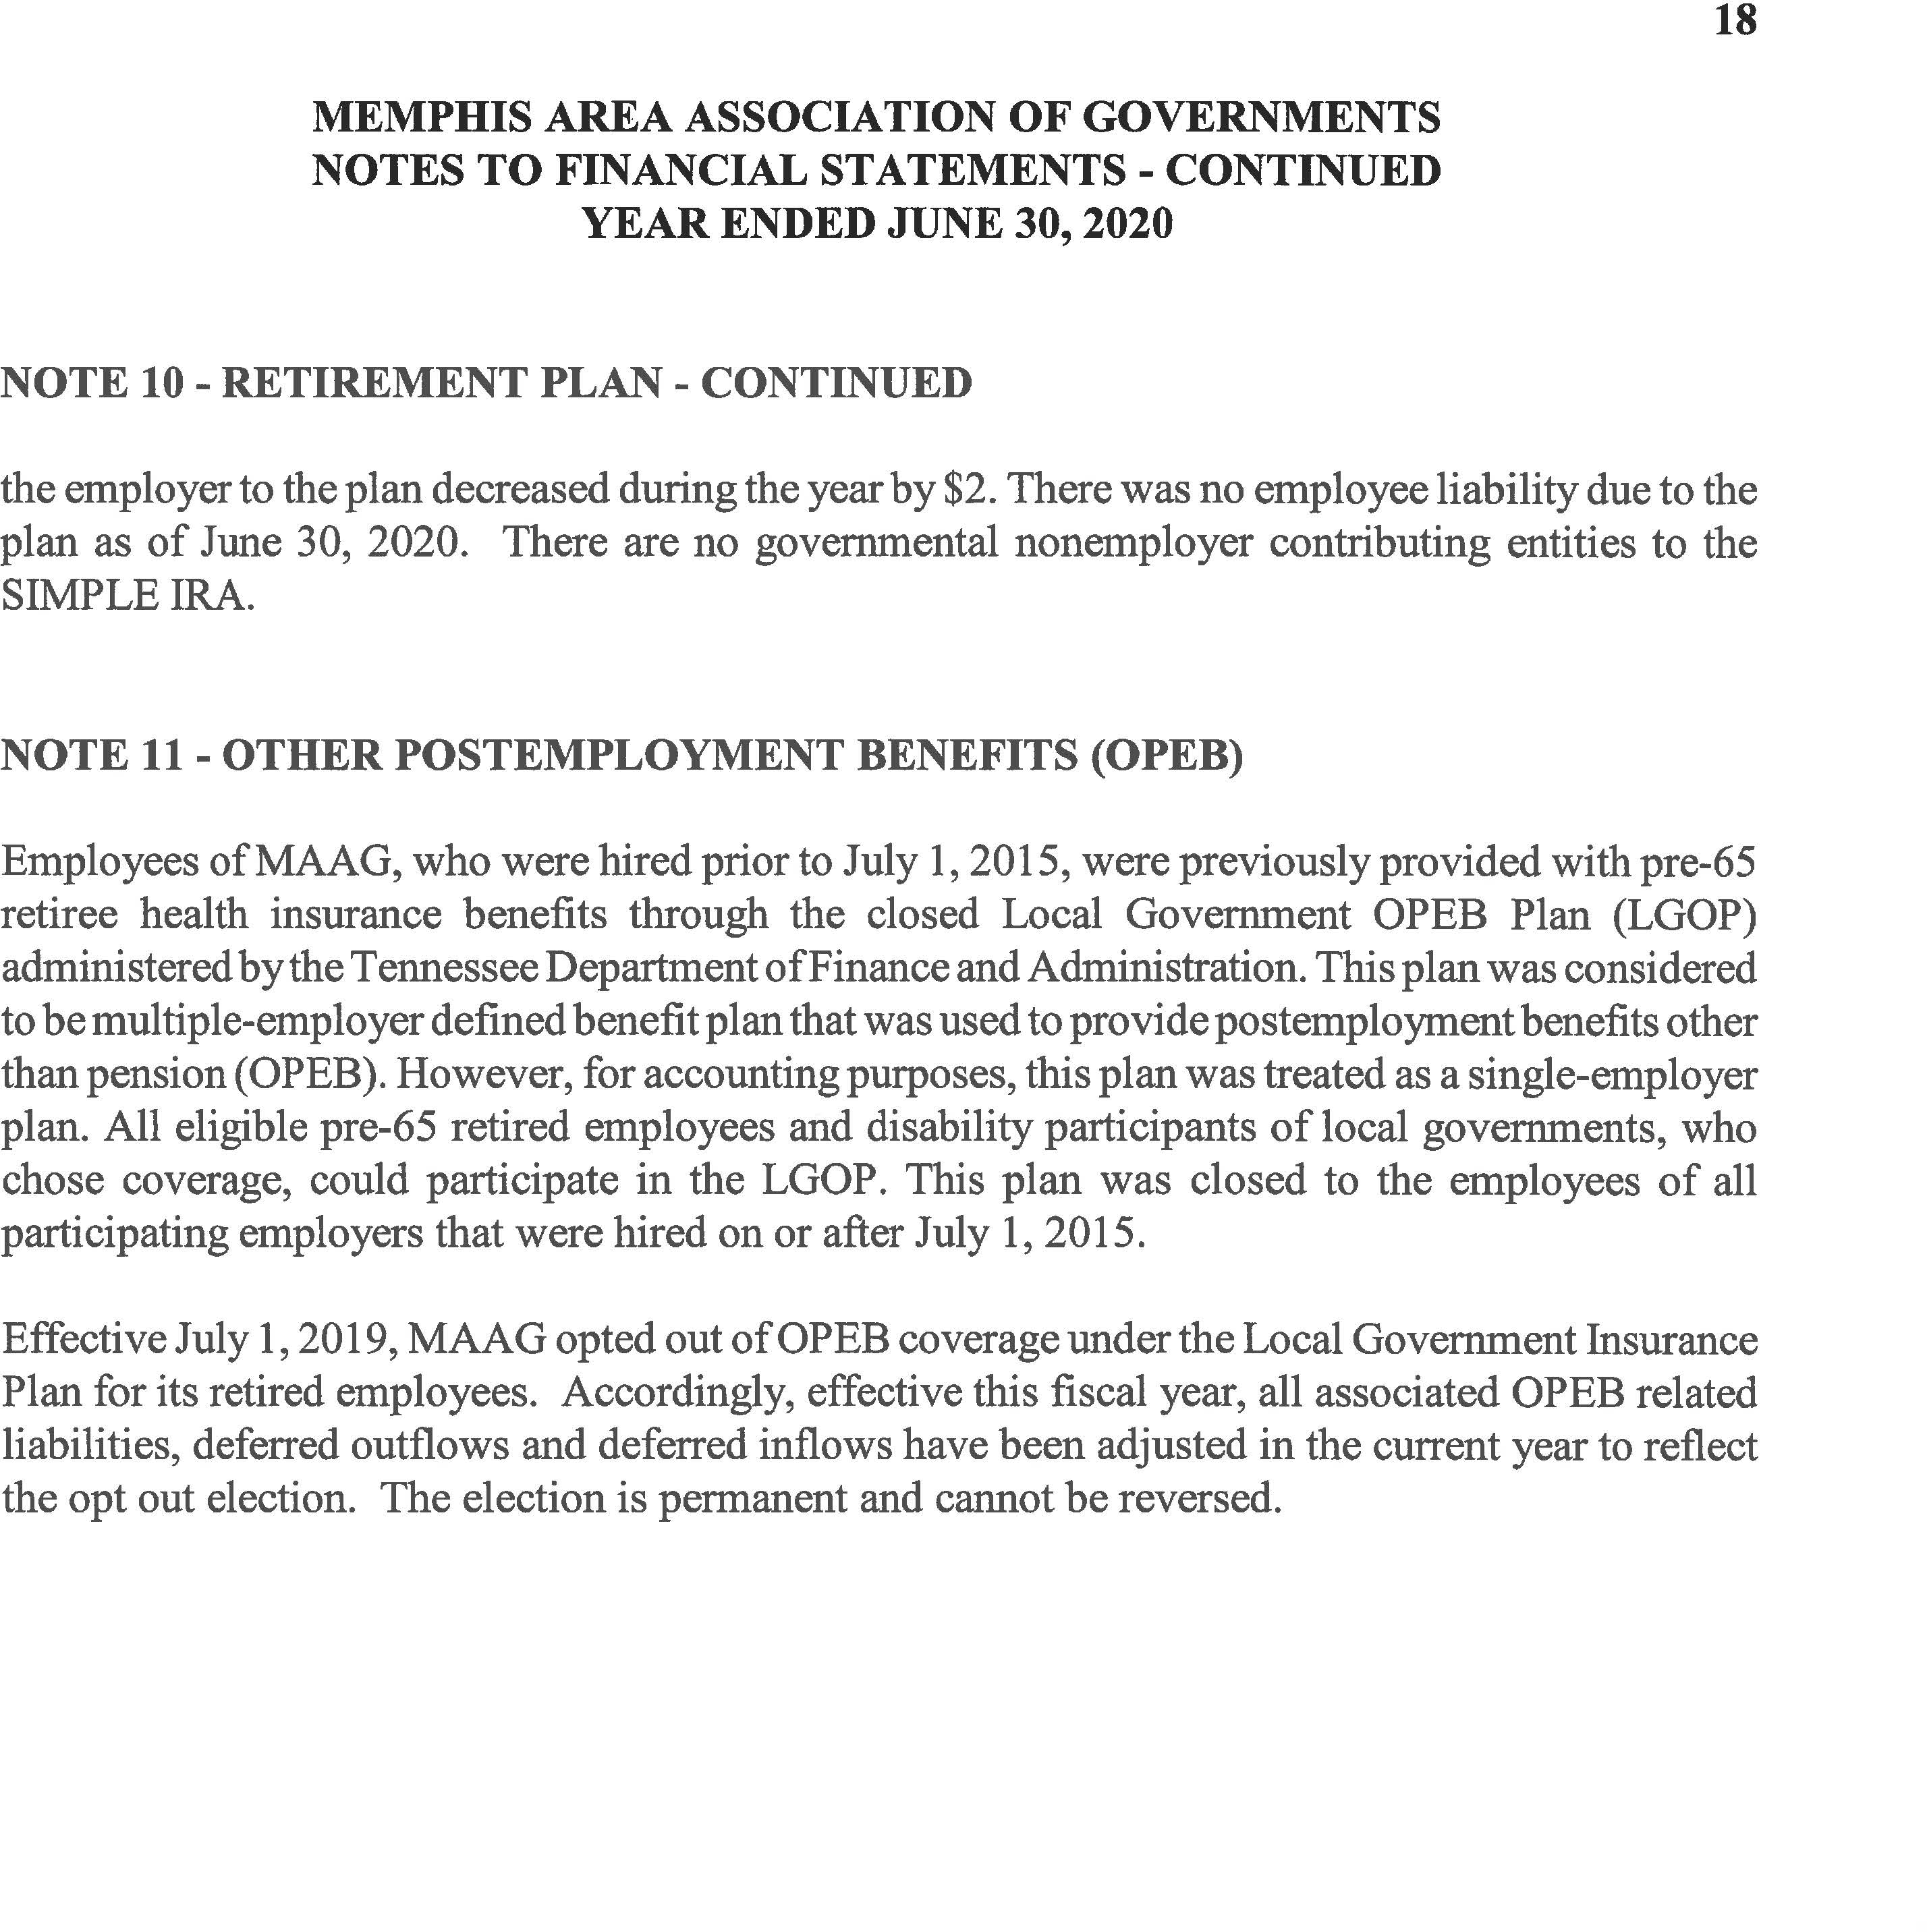 18
MEMPHIS AREA ASSOCIATION OF GOVERNMENTS
NOTES TO FINANCIAL STATEMENTS - CONTINUED
YEAR ENDED JUNE 30, 2020
NOTE 10 - RETIREMENT PLAN - CONTINUED
the employer to the plan decreased during the year by $2. There was no employee liability due to the
plan as of June 30, 2020. There are no governmental nonemployer contributing entities to the
SIMPLE IRA.
NOTE 11 - OTHER POSTEMPLOYMENT BENEFITS (OPEB)
Employees of MAAG, who were hired prior to July 1, 2015, were previously provided with pre-65
retiree health insurance benefits through the closed Local Government OPEB Plan (LGOP)
administered by the Tennessee Department of Finance and Administration. This plan was considered
to be multiple-employer defined benefit plan that was used to provide postemployment benefits other
than pension (OPEB). However, for accounting purposes, this plan was treated as a single-employer
plan. All eligible pre-65 retired employees and disability participants of local governments, who
chose coverage, could participate in the LGOP. This plan was closed to the employees of all
participating employers that were hired on or after July 1, 2015.
Effective July 1, 2019, MAAG opted out of OPEB coverage under the Local Government Insurance
Plan for its retired employees. Accordingly, effective this fiscal year, all associated OPEB related
liabilities, deferred outflows and deferred inflows have been adjusted in the current year to reflect
the opt out election. The election is permanent and cannot be reversed.